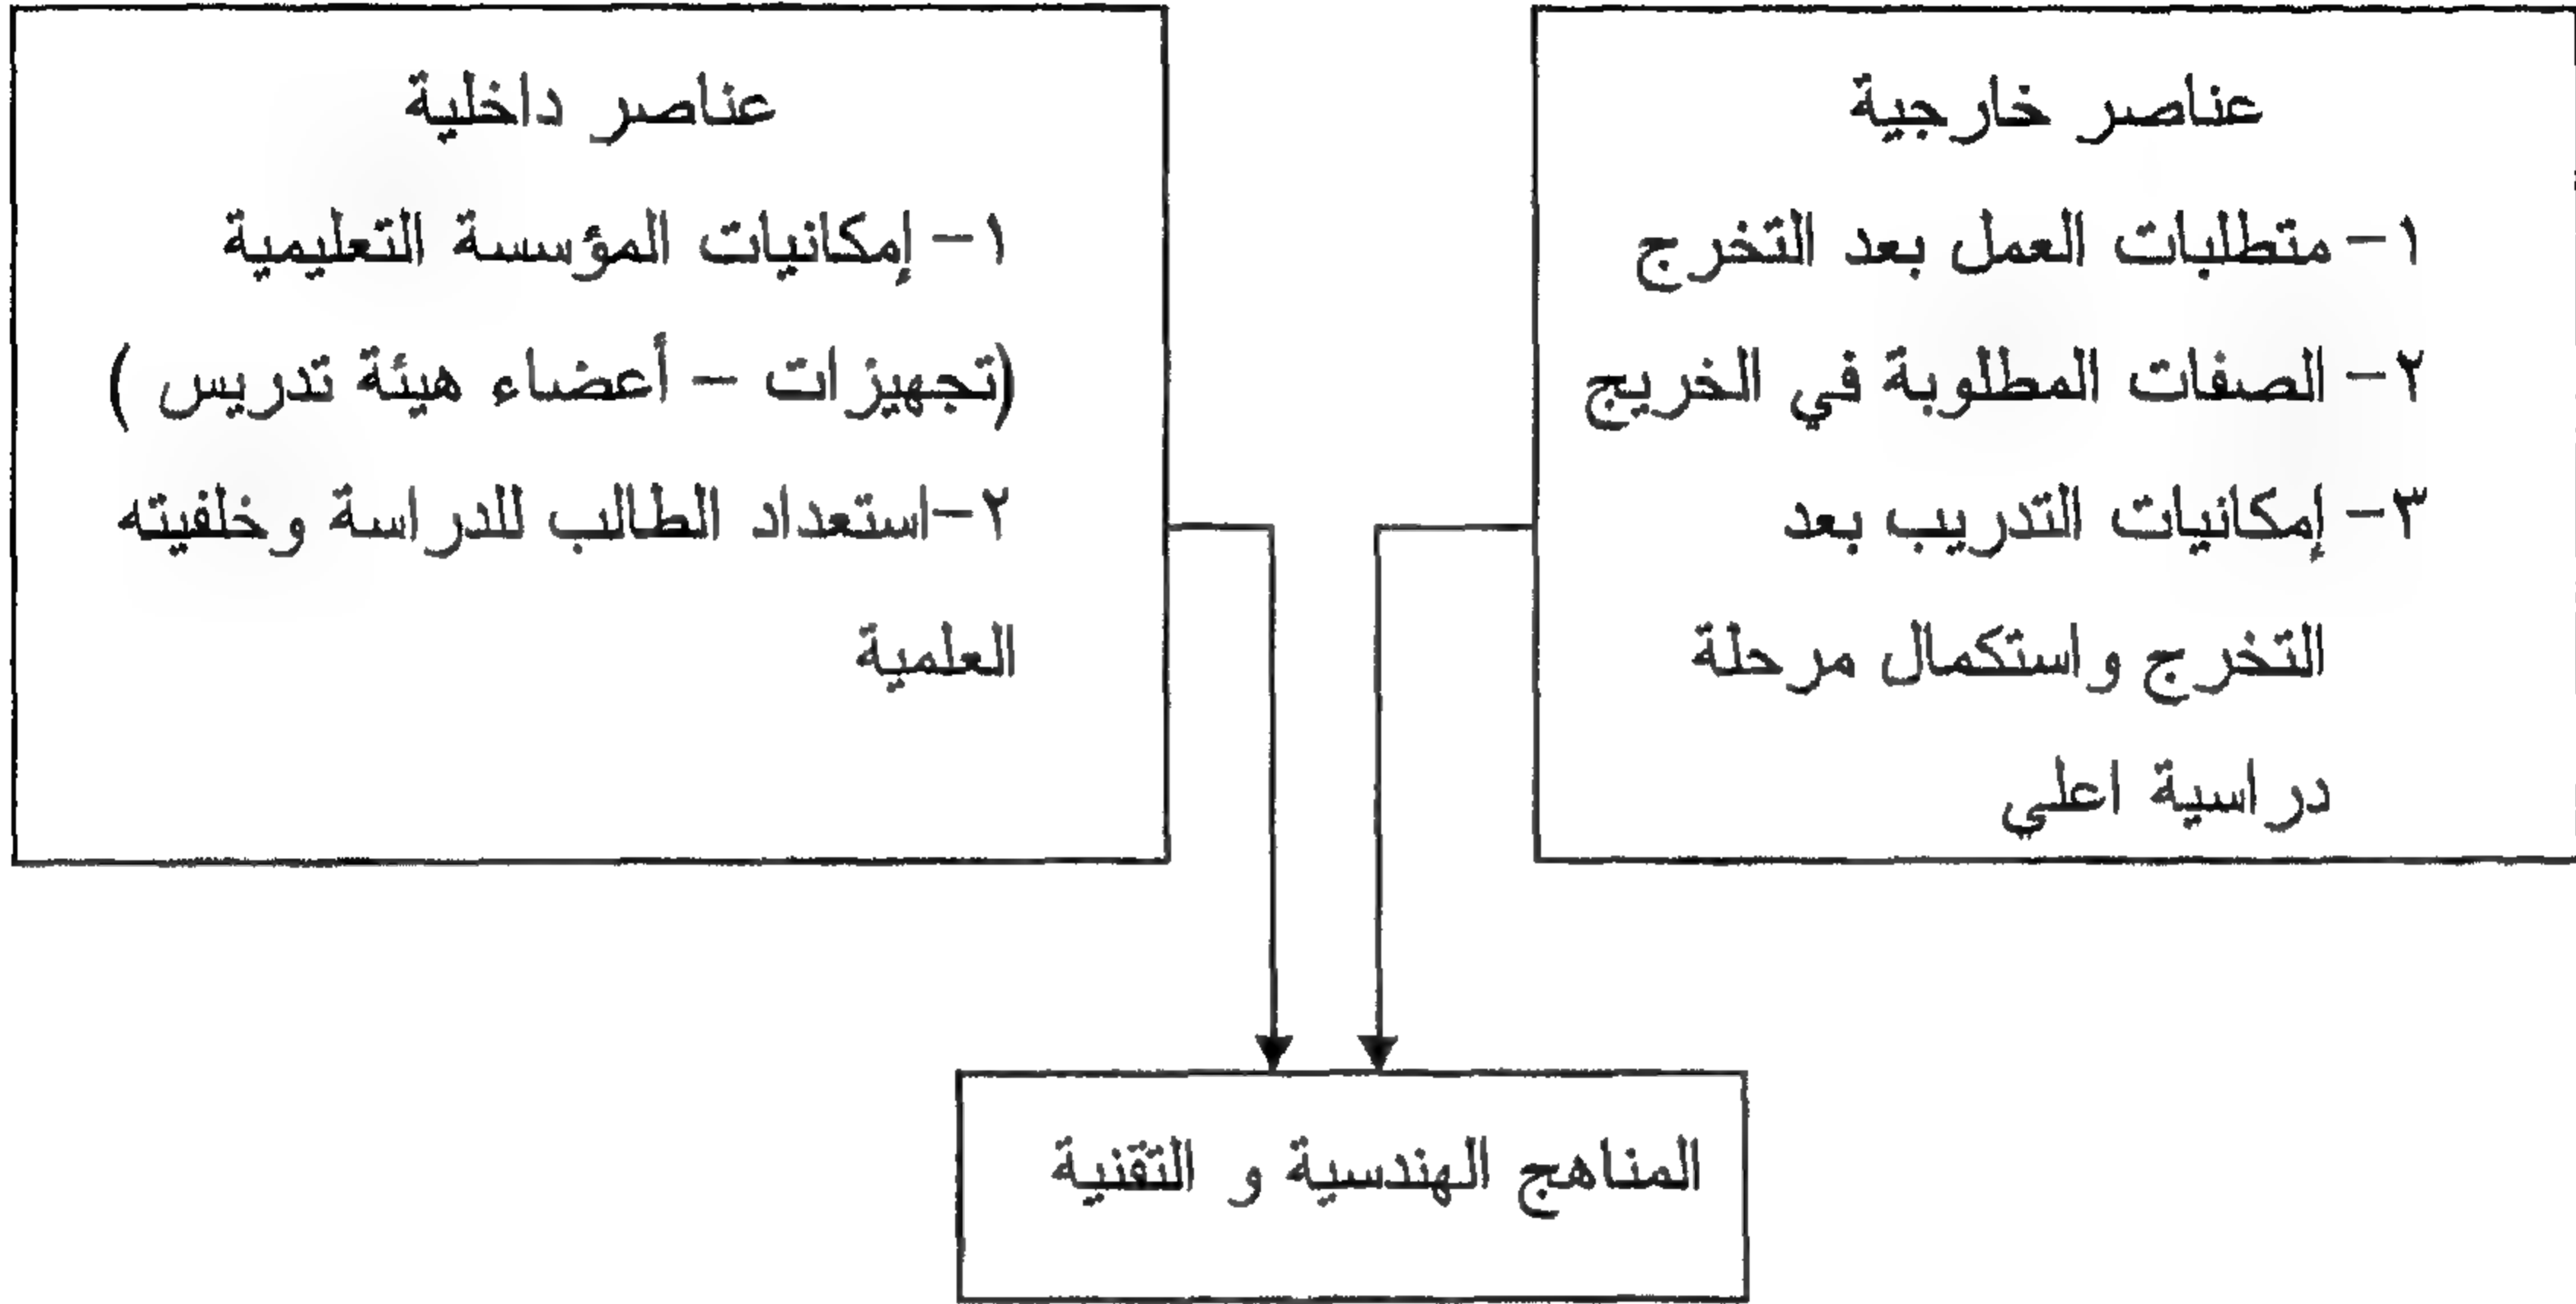 عناصر خارجية
١- متطلبات العمل بعد التخرج
٢- الصفات المطلوبة في الخريج
٣- إمكانيات التدريب بعد
التخرج واستكمال مرحلة
دراسية اعلي
عناصر داخلية
١- إمكانيات المؤسسة التعليمية
(تجهيزات – أعضاء هيئة تدريس )
٢-استعداد الطالب للدراسة وخلفيته
العلمية
المناهج الهندسية و التقنية